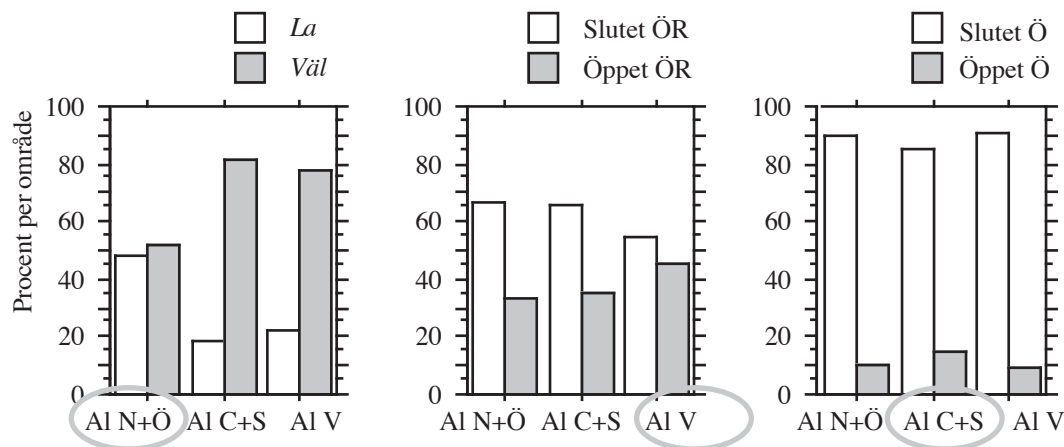 La
Väl
Slutet ÖR
Öppet ÖR
Slutet Ö
Öppet Ö
Procent per område
100
80
60
40
20
0
Al N+Ö Al C+S Al V
100
80
60
40
20
0
Al N+Ö Al C+S Al V
100
80
60
40
20
0
Al N+Ö Al C+S Al V